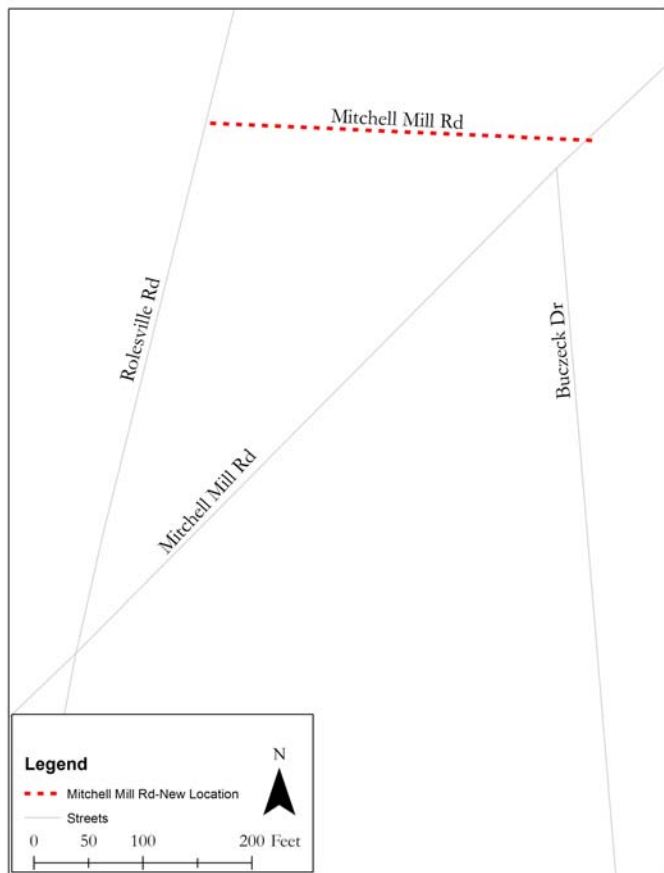 Mitchell Mill Rd
Rolesville Rd
Buczeck Dr
Mitchell Mill Rd
Legend
N
Mitchell Mill Rd-New Location
Streets
0 50 100 200 Feet